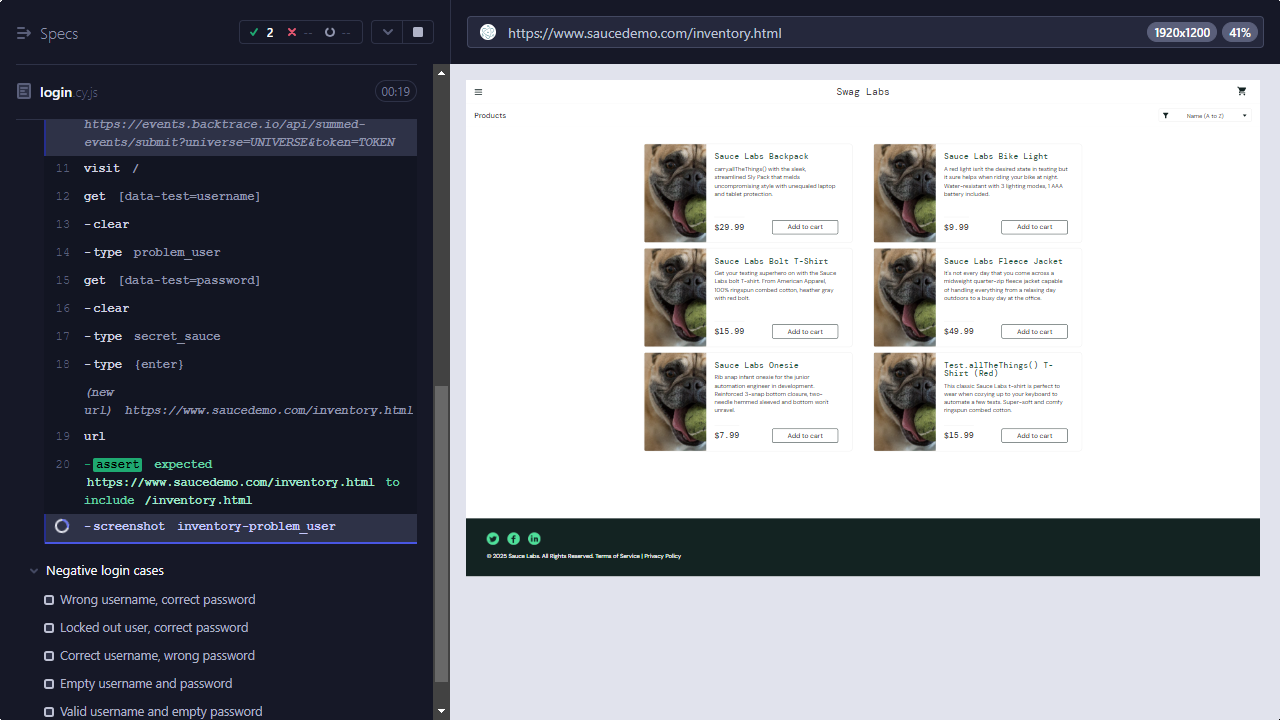 Specs
2
--
--
https://www.saucedemo.com/inventory.html
1920x1200
41%
login.cy.js
00:19
https://events.backtrace.io/api/summed-
events/submit?universe=UNIVERSE&token=TOKEN
11 visit /
12 get [data-test=username]
13 -clear
14 -type problem_user
15 get [data-test=password]
16 -clear
17 -type secret_sauce
18 -type {enter}
(new
url) https://www.saucedemo.com/inventory.html
19 url
20 -assert expected
https://www.saucedemo.com/inventory.html to
include /inventory.html
-screenshot inventory-problem_user
Negative login cases
Wrong username, correct password
Locked out user, correct password
Correct username, wrong password
Empty username and password
Valid username and empty password
Swag Labs
Products
Name (A to Z)
Sauce Labs Backpack
carry.allTheThings() with the sleek,
streamlined Sly Pack that melds
uncompromising style with unequaled laptop
and tablet protection.
$29.99
Add to cart
Sauce Labs Bike Light
A red light isn't the desired state in testing but
it sure helps when riding your bike at night.
Water-resistant with 3 lighting modes, 1 AAA
battery included.
$9.99
Add to cart
Sauce Labs Bolt T-Shirt
Get your testing superhero on with the Sauce
Labs bolt T-shirt. From American Apparel,
100% ringspun combed cotton, heather gray
with red bolt.
$15.99
Add to cart
Sauce Labs Fleece Jacket
It's not every day that you come across a
midweight quarter-zip fleece jacket capable
of handling everything from a relaxing day
outdoors to a busy day at the office.
$49.99
Add to cart
Sauce Labs Onesie
Rib snap infant onesie for the junior
automation engineer in development.
Reinforced 3-snap bottom closure, two-
needle hemmed sleeved and bottom won't
unravel.
$7.99
Add to cart
Test.allTheThings() T-
Shirt (Red)
This classic Sauce Labs t-shirt is perfect to
wear when cozying up to your keyboard to
automate a few tests. Super-soft and comfy
ringspun combed cotton.
$15.99
Add to cart
© 2025 Sauce Labs. All Rights Reserved. Terms of Service | Privacy Policy